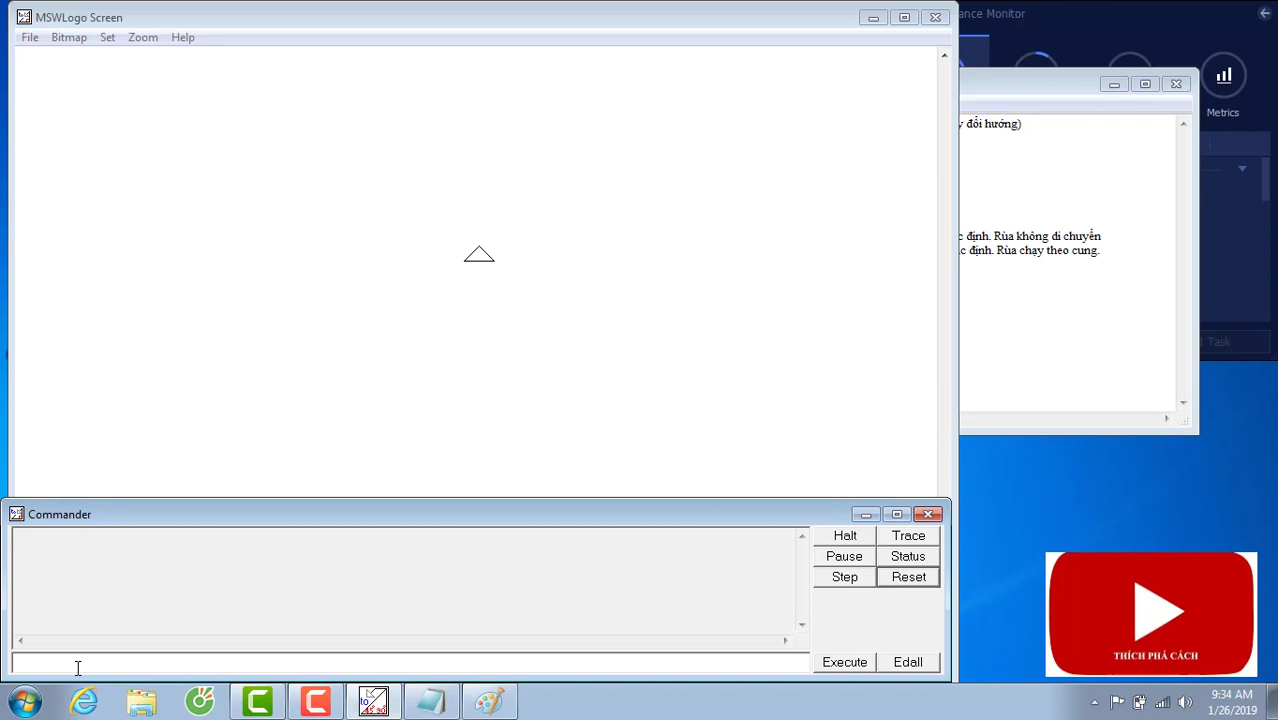 MSWLogo Screen
ance Monitor
File Bitmap Set Zoom Help
Metrics
y đổi hướng)
c định. Rùa không di chuyển
ác định. Rùa chạy theo cung.
Task
Commander
Halt Trace
Pause Status
Step Reset
Execute Edall
THÍCH PHÁ CÁCH
9:34 AM
1/26/2019